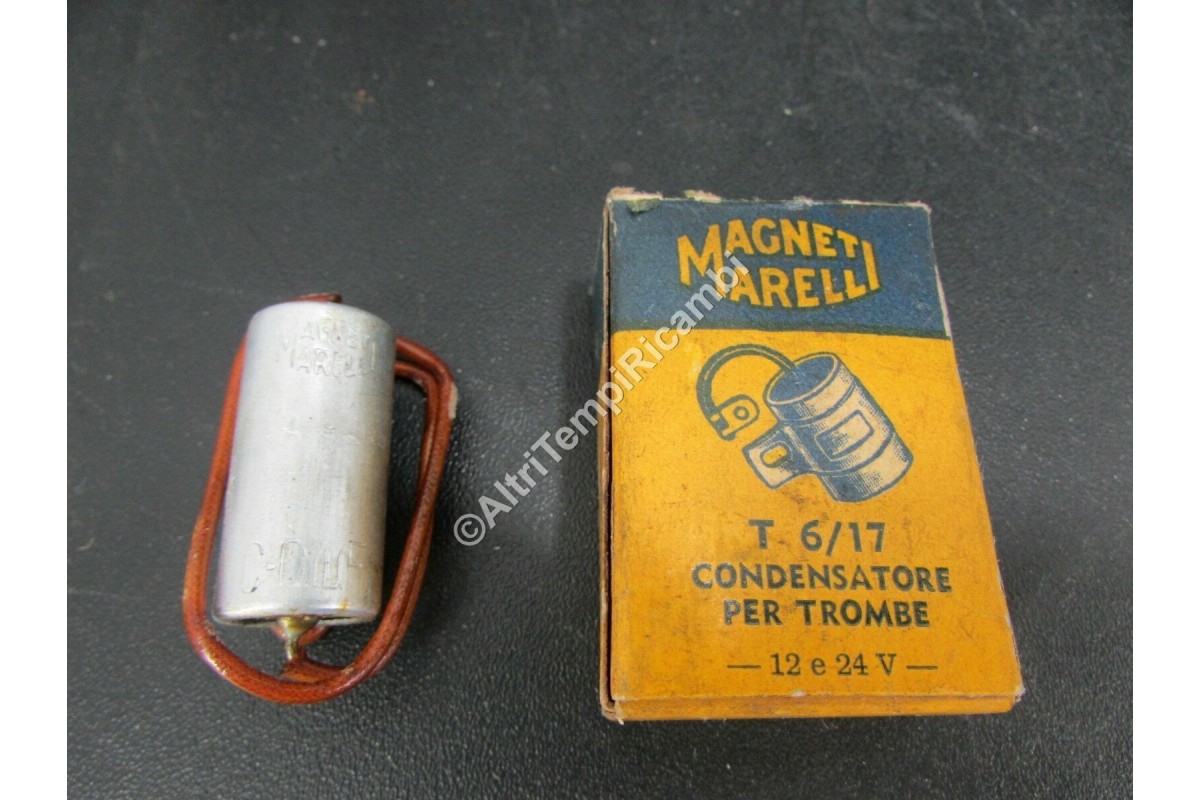 MAGNETI
MARELLI
MAGNETI
MARELLI
©AltriTempiRicambi
T 6/17
CONDENSATORE
PER TROMBE
— 12 e 24 V —